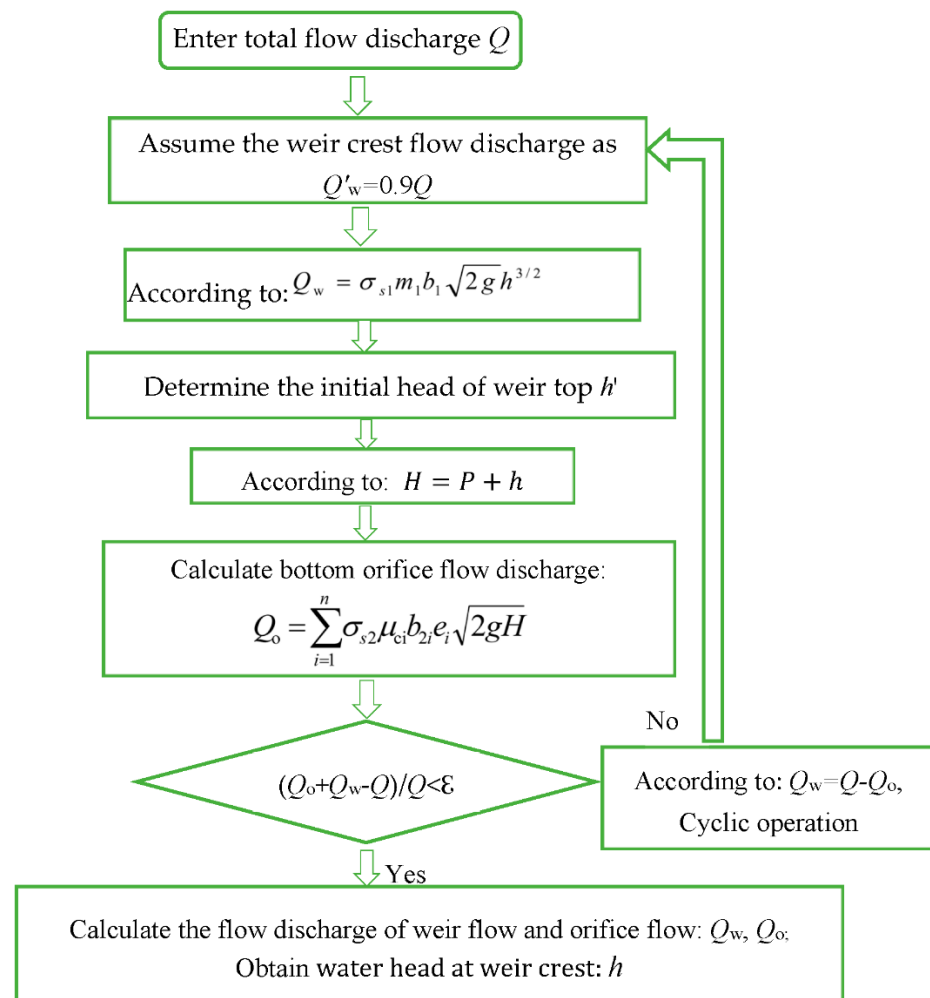 Enter total flow discharge Q
Assume the weir crest flow discharge as
Q′w=0.9Q
According to: Qw = σs1m1b1√2gh^3/2
Determine the initial head of weir top h'
According to: H = P + h
Calculate bottom orifice flow discharge:
Qo = ∑i=1n σs2μcib2iei√2gH
(Qo+Qw-Q)/Q<Ɛ
No
According to: Qw=Q-Qo,
Cyclic operation
Yes
Calculate the flow discharge of weir flow and orifice flow: Qw, Qo;
Obtain water head at weir crest: h